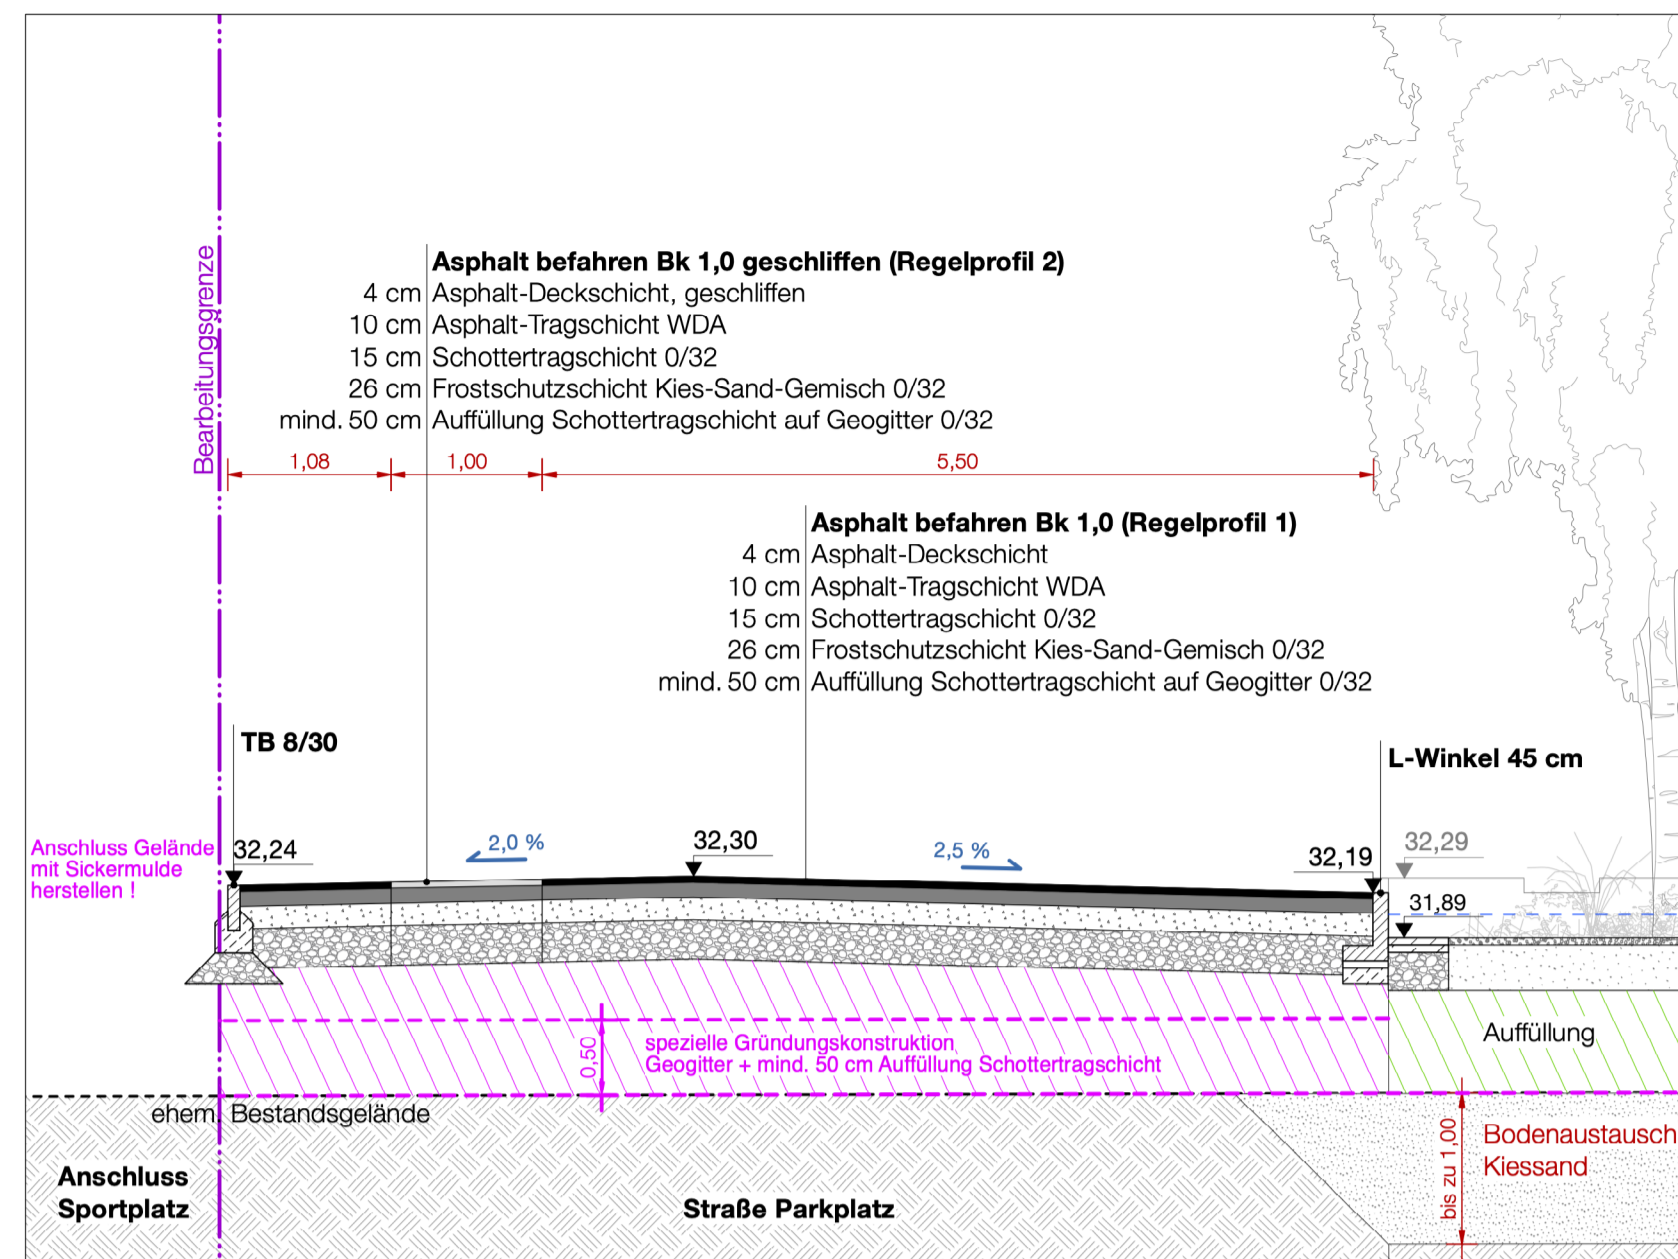 Bearbeitungsgrenze
Asphalt befahren Bk 1,0 geschliffen (Regelprofil 2)
4 cm Asphalt-Deckschicht, geschliffen
10 cm Asphalt-Tragschicht WDA
15 cm Schottertragschicht 0/32
26 cm Frostschutzschicht Kies-Sand-Gemisch 0/32
mind. 50 cm Auffüllung Schottertragschicht auf Geogitter 0/32
1,08
1,00
5,50
Asphalt befahren Bk 1,0 (Regelprofil 1)
4 cm Asphalt-Deckschicht
10 cm Asphalt-Tragschicht WDA
15 cm Schottertragschicht 0/32
26 cm Frostschutzschicht Kies-Sand-Gemisch 0/32
mind. 50 cm Auffüllung Schottertragschicht auf Geogitter 0/32
TB 8/30
L-Winkel 45 cm
Anschluss Gelände
mit Sickermulde
herstellen !
32,24
2,0 %
32,30
2,5 %
32,19
32,29
31,89
0,50
spezielle Gründungskonstruktion
Geogitter + mind. 50 cm Auffüllung Schottertragschicht
Auffüllung
ehem. Bestandsgelände
bis zu 1,00
Bodenaustausch
Kiessand
Anschluss
Sportplatz
Straße Parkplatz